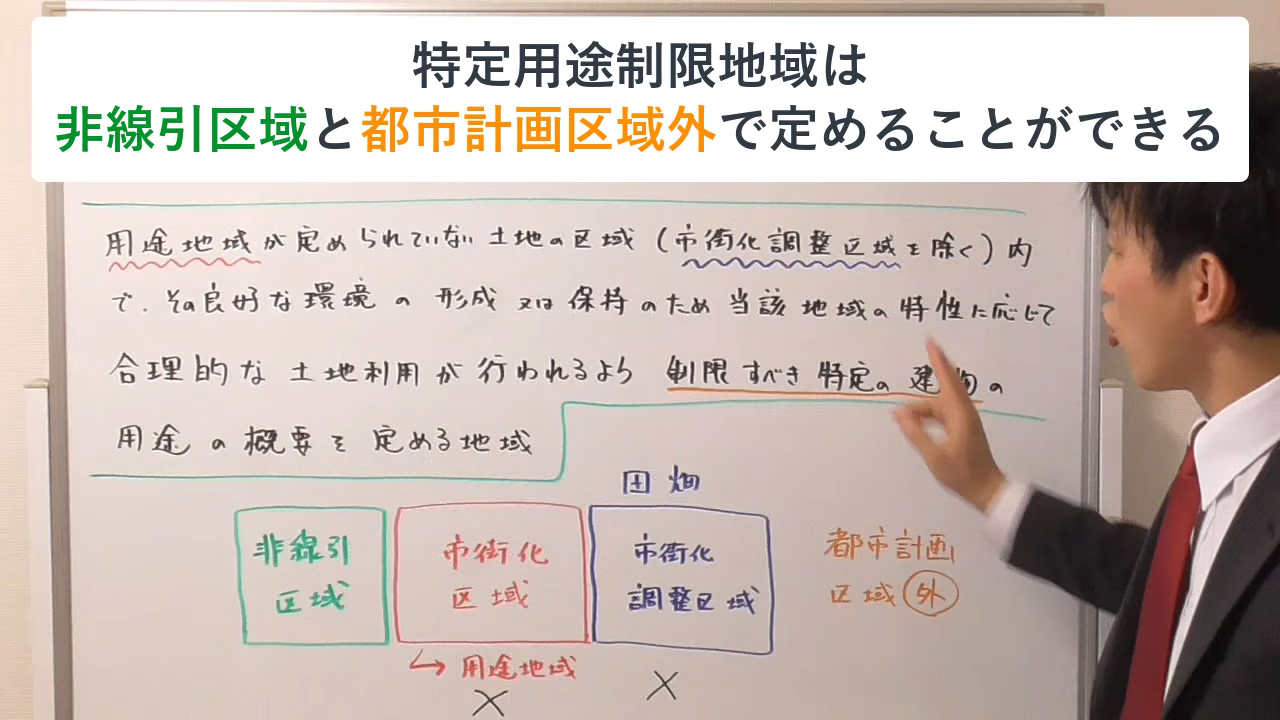 特定用途制限地域は
非線引区域と都市計画区域外で定めることができる
用途地域が定められていない土地の区域(市街化調整区域を除く)内
で、その良好な環境の形成又は保持のため当該地域の特性に応じて
合理的な土地利用が行われるよう制限すべき特定の建物の
用途の概要を定める地域
田畑
非線引
区域
市街化
区域
市街化
調整区域
都市計画
区域外
→用途地域
×
×